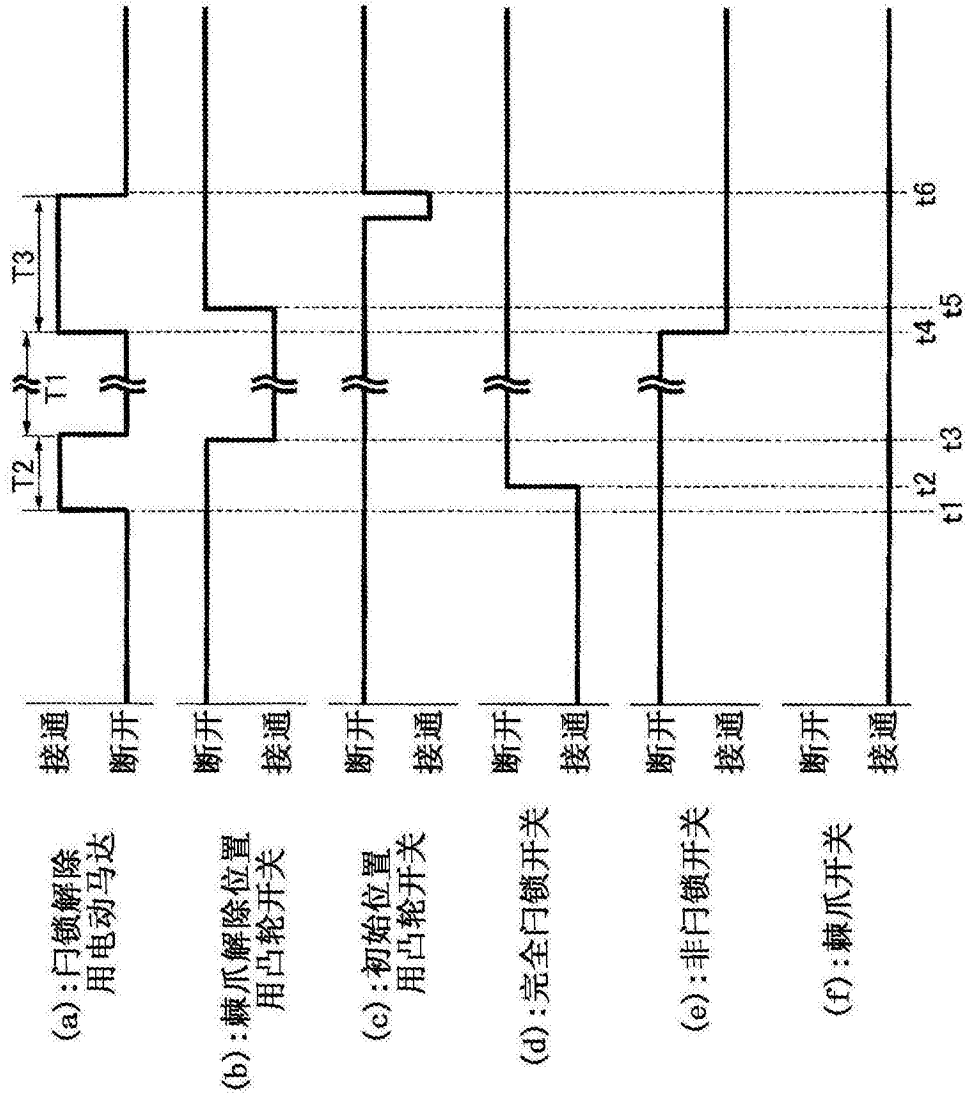 T2
T1
T3
接通
断开
(a):闩锁解除
用电动马达
断开
接通
(b):棘爪解除位置
用凸轮开关
断开
接通
(c):初始位置
用凸轮开关
断开
接通
(d):完全闩锁开关
断开
接通
(e):非闩锁开关
断开
接通
(f):棘爪开关
t1
t2
t3
t4
t5
t6